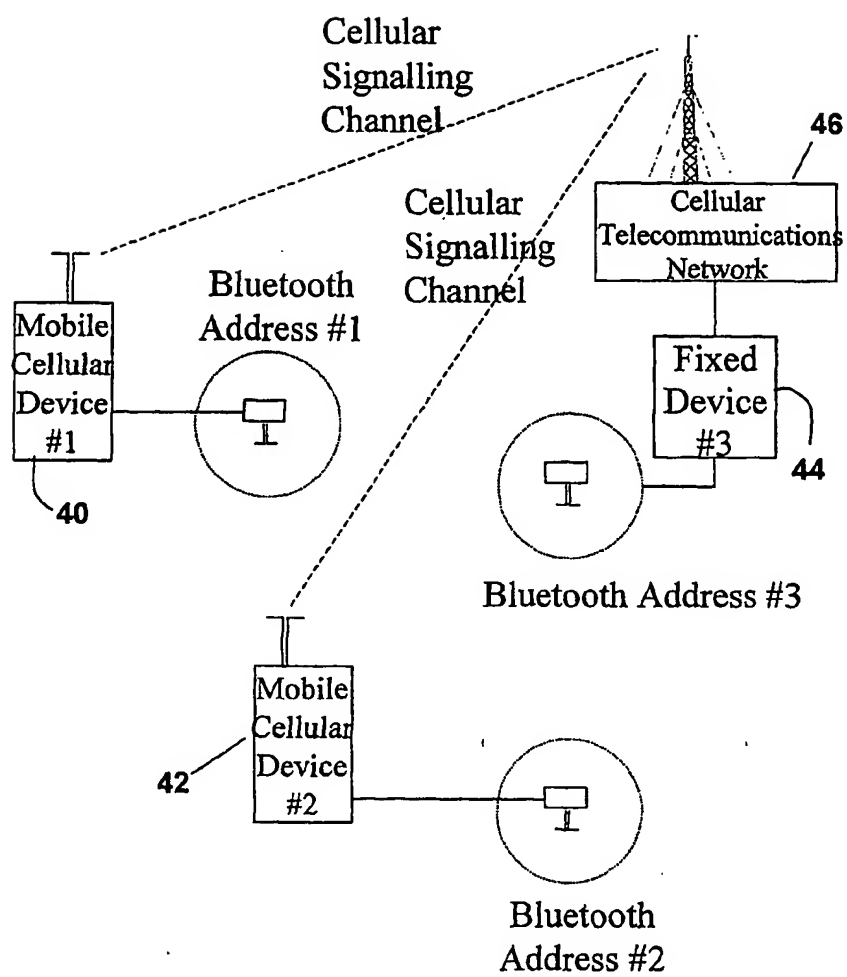 Cellular
Signalling
Channel
46
Cellular
Telecommunications
Network
Cellular
Signalling
Channel
Bluetooth
Address #1
Mobile
Cellular
Device
#1
40
Fixed
Device
#3
44
Bluetooth Address #3
Mobile
Cellular
Device
#2
42
Bluetooth
Address #2